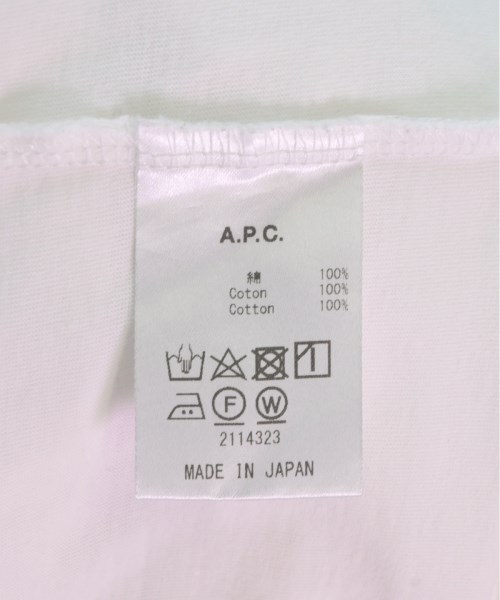 A.P.C.
綿 100%
Coton 100%
Cotton 100%
F W
2114323
MADE IN JAPAN